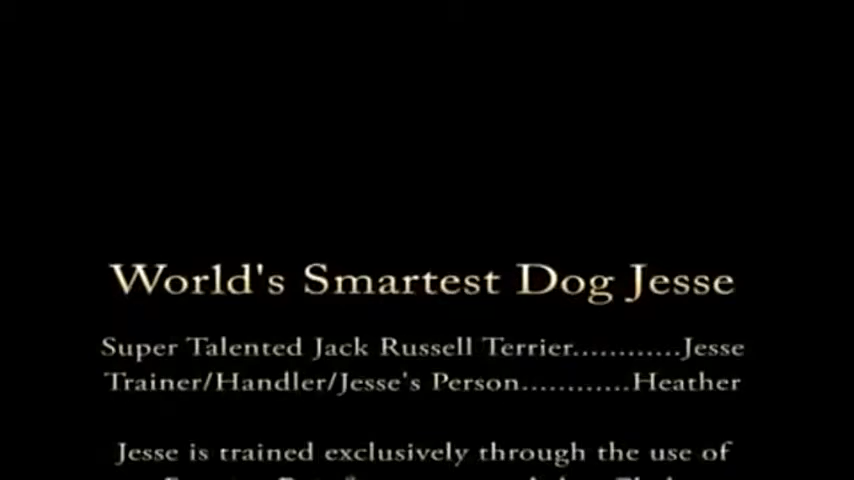 World's Smartest Dog Jesse
Super Talented Jack Russell Terrier............Jesse
Trainer/Handler/Jesse's Person............Heather
Jesse is trained exclusively through the use of